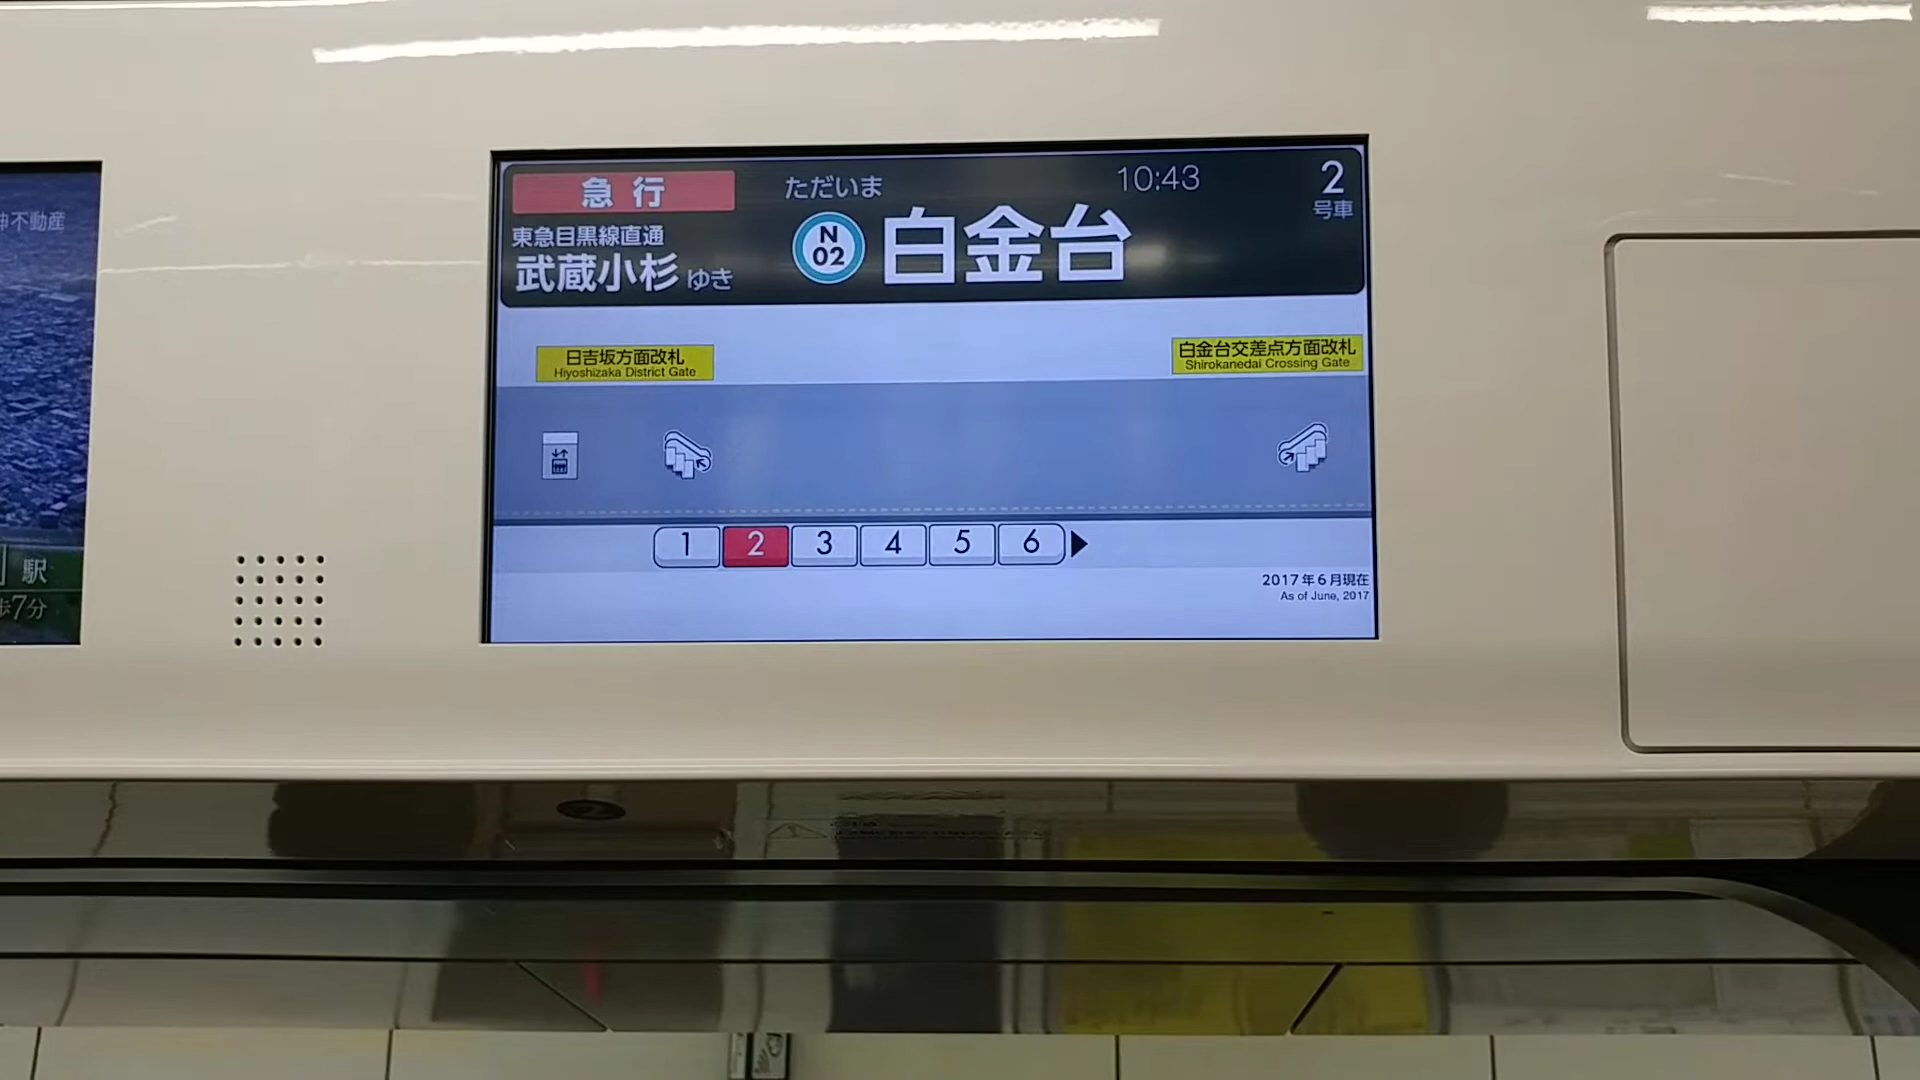 急行
ただいま
10:43
2
号車
東急目黒線直通
武蔵小杉 ゆき
N
02
白金台
日吉坂方面改札
Hiyoshizaka District Gate
白金台交差点方面改札
Shirokanedai Crossing Gate
1 2 3 4 5 6
2017年6月現在
As of June, 2017
不動産
駅
歩7分